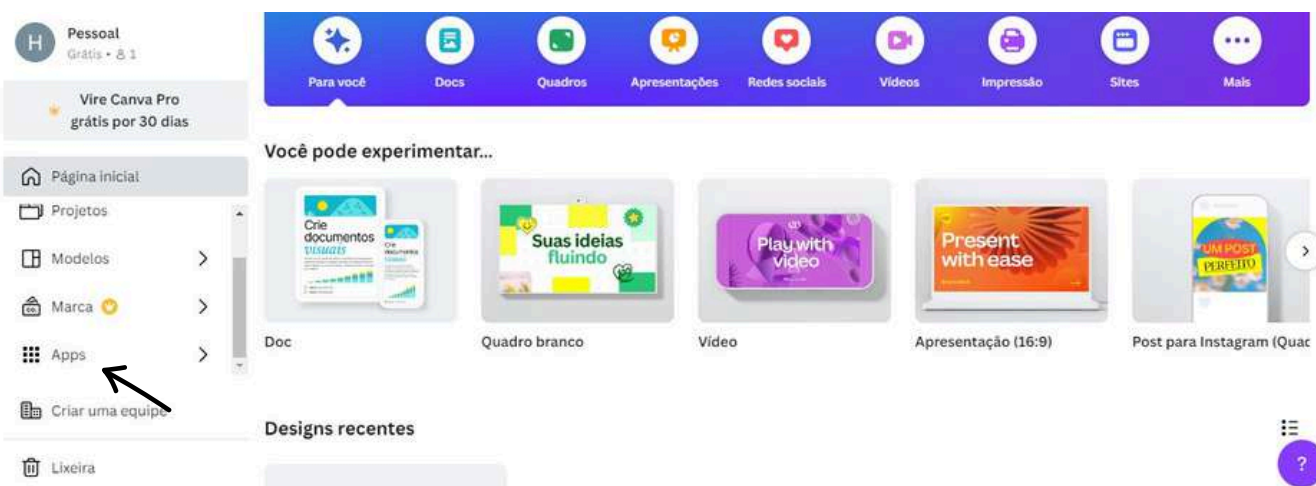 H
Pessoal
Grátis • 1
Vire Canva Pro
grátis por 30 dias
Página inicial
Projetos
Modelos
Marca
Apps
Criar uma equipe
Lixeira
Para você
Docs
Quadros
Apresentações
Redes sociais
Vídeos
Impressão
Sites
Mais
Você pode experimentar...
Crie
documentos
visuais
Crie
documentos
Suas ideias
fluindo
Play with
video
Present
with ease
UM POST
PERFEITO
Doc
Quadro branco
Vídeo
Apresentação (16:9)
Post para Instagram (Quad
Designs recentes
?